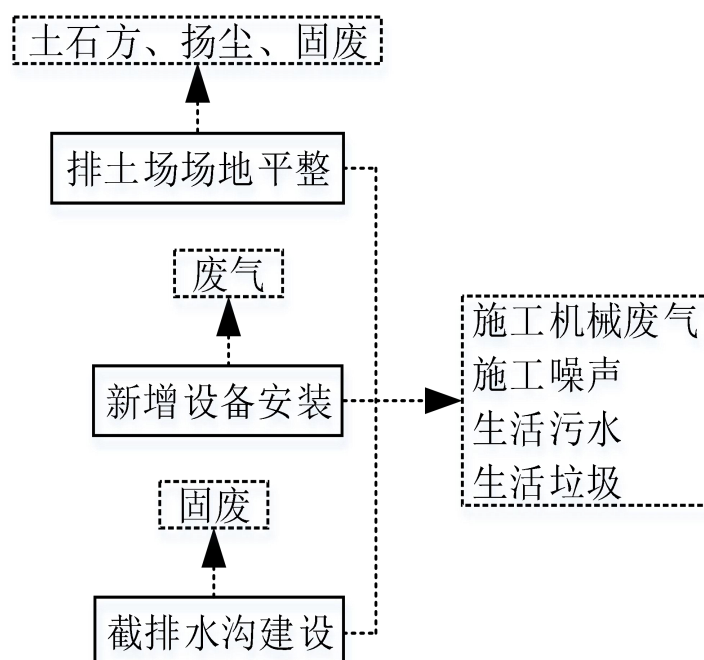 土石方、扬尘、固废
排土场场地平整
废气
新增设备安装
固废
截排水沟建设
施工机械废气
施工噪声
生活污水
生活垃圾